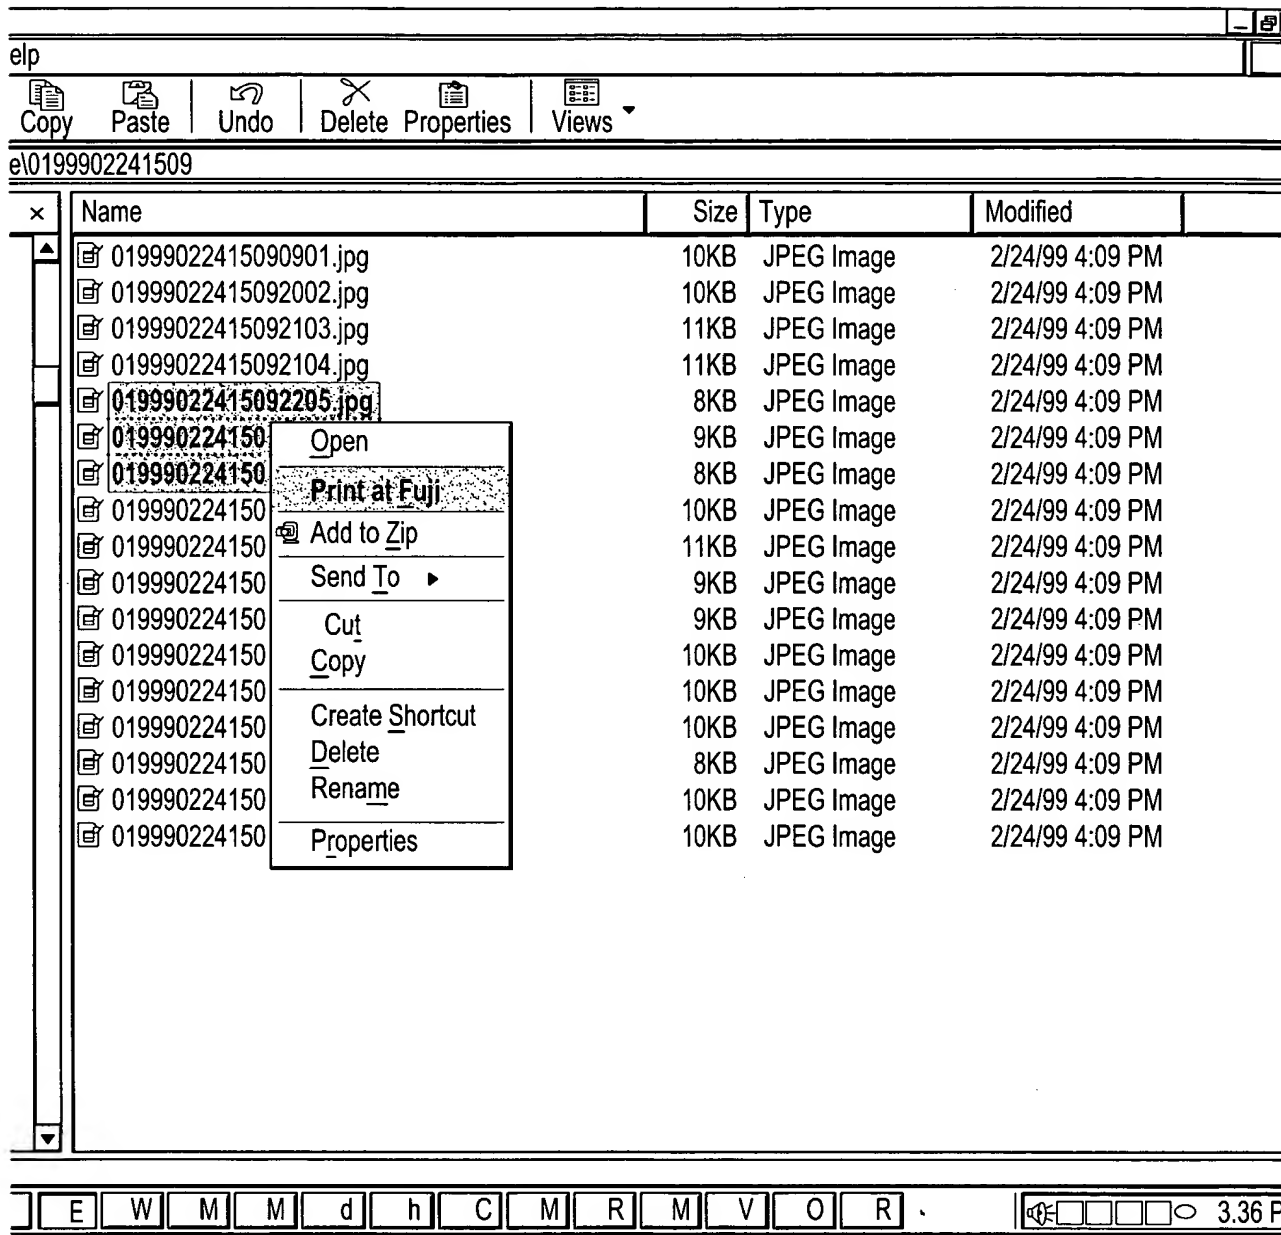 elp
Copy Paste Undo Delete Properties Views
e\0199902241509
× Name Size Type Modified
01999022415090901.jpg 10KB JPEG Image 2/24/99 4:09 PM
01999022415092002.jpg 10KB JPEG Image 2/24/99 4:09 PM
01999022415092103.jpg 11KB JPEG Image 2/24/99 4:09 PM
01999022415092104.jpg 11KB JPEG Image 2/24/99 4:09 PM
01999022415092205.jpg 8KB JPEG Image 2/24/99 4:09 PM
019990224150 9KB JPEG Image 2/24/99 4:09 PM
019990224150 8KB JPEG Image 2/24/99 4:09 PM
019990224150 10KB JPEG Image 2/24/99 4:09 PM
019990224150 11KB JPEG Image 2/24/99 4:09 PM
019990224150 9KB JPEG Image 2/24/99 4:09 PM
019990224150 9KB JPEG Image 2/24/99 4:09 PM
019990224150 10KB JPEG Image 2/24/99 4:09 PM
019990224150 10KB JPEG Image 2/24/99 4:09 PM
019990224150 10KB JPEG Image 2/24/99 4:09 PM
019990224150 8KB JPEG Image 2/24/99 4:09 PM
019990224150 10KB JPEG Image 2/24/99 4:09 PM
019990224150 10KB JPEG Image 2/24/99 4:09 PM
Open
Print at Fuji
Add to Zip
Send To
Cut
Copy
Create Shortcut
Delete
Rename
Properties
E W M M d h C M R M V O R 3.36 P